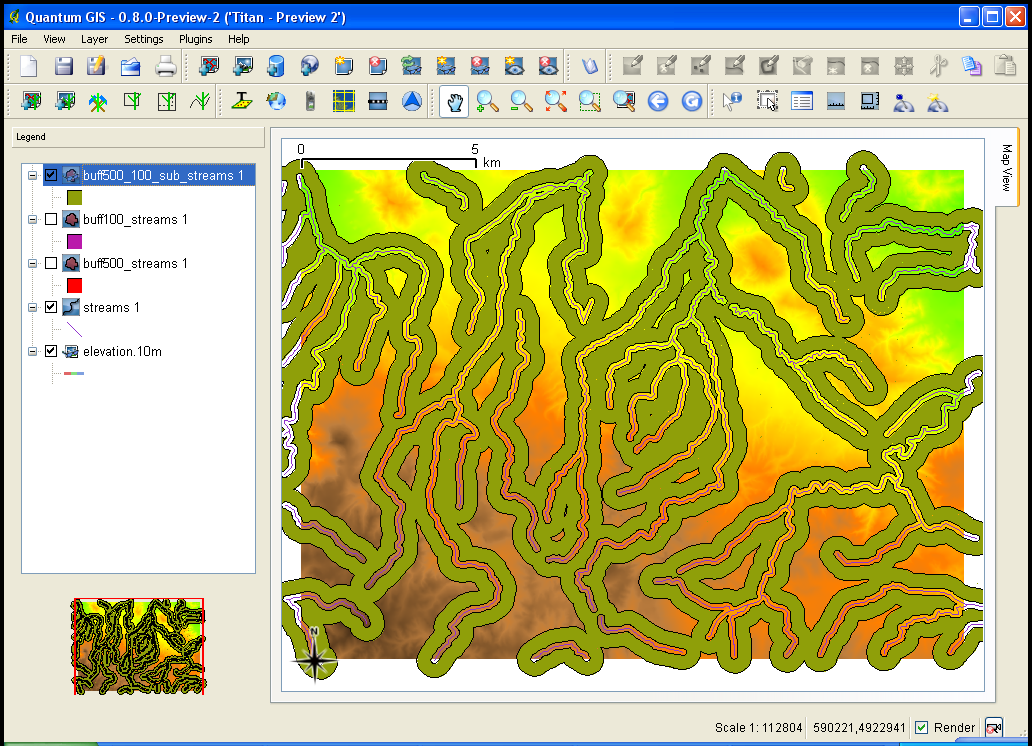 Quantum GIS - 0.8.0-Preview-2 ('Titan - Preview 2')
File View Layer Settings Plugins Help
Legend
buff500_100_sub_streams 1
buff100_streams 1
buff500_streams 1
streams 1
elevation.10m
0 5
km
Map View
N
Scale 1: 112804 590221,4922941 Render